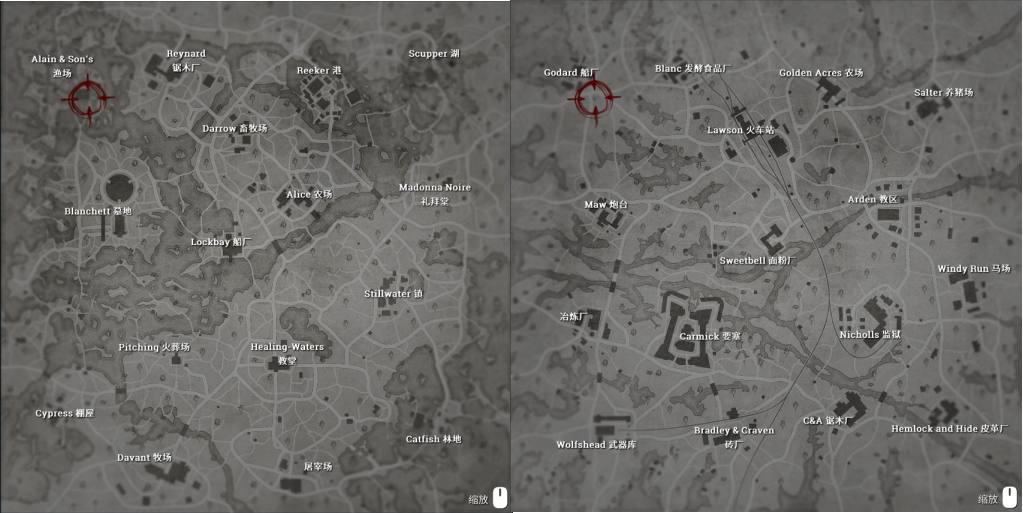 Alain & Son's
渔场
Reynard
锯木厂
Reeker 港
Scupper 湖
Darrow 畜牧场
Alice 农场
Madonna Noire
礼拜堂
Blanchett 墓地
Lockbay 船厂
Stillwater 镇
Pitching 火葬场
Healing-Waters
教堂
Cypress 棚屋
Catfish 林地
Davant 牧场
屠宰场
缩放
Godard 船厂
Blanc 发酵食品厂
Golden Acres 农场
Salter 养猪场
Lawson 火车站
Maw 炮台
Arden 教区
Sweetbell 面粉厂
Windy Run 马场
冶炼厂
Carmick 要塞
Nicholls 监狱
Wolfshead 武器库
Bradley & Craven
砖厂
C&A 锯木厂
Hemlock and Hide 皮革厂
缩放